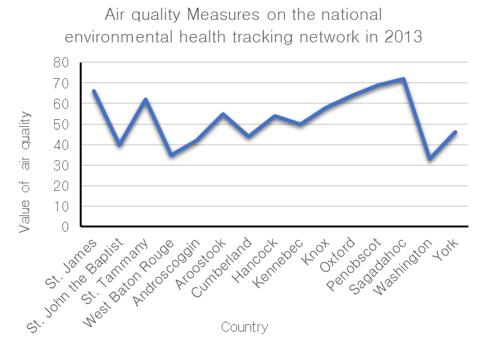 Air quality Measures on the national
environmental health tracking network in 2013
Value of air quality
80
70
60
50
40
30
20
10
0
St. James
St. John the Baptist
St. Tammany
West Baton Rouge
Androscoggin
Aroostook
Cumberland
Hancock
Kennebec
Knox
Oxford
Penobscot
Sagadahoc
Washington
York
Country